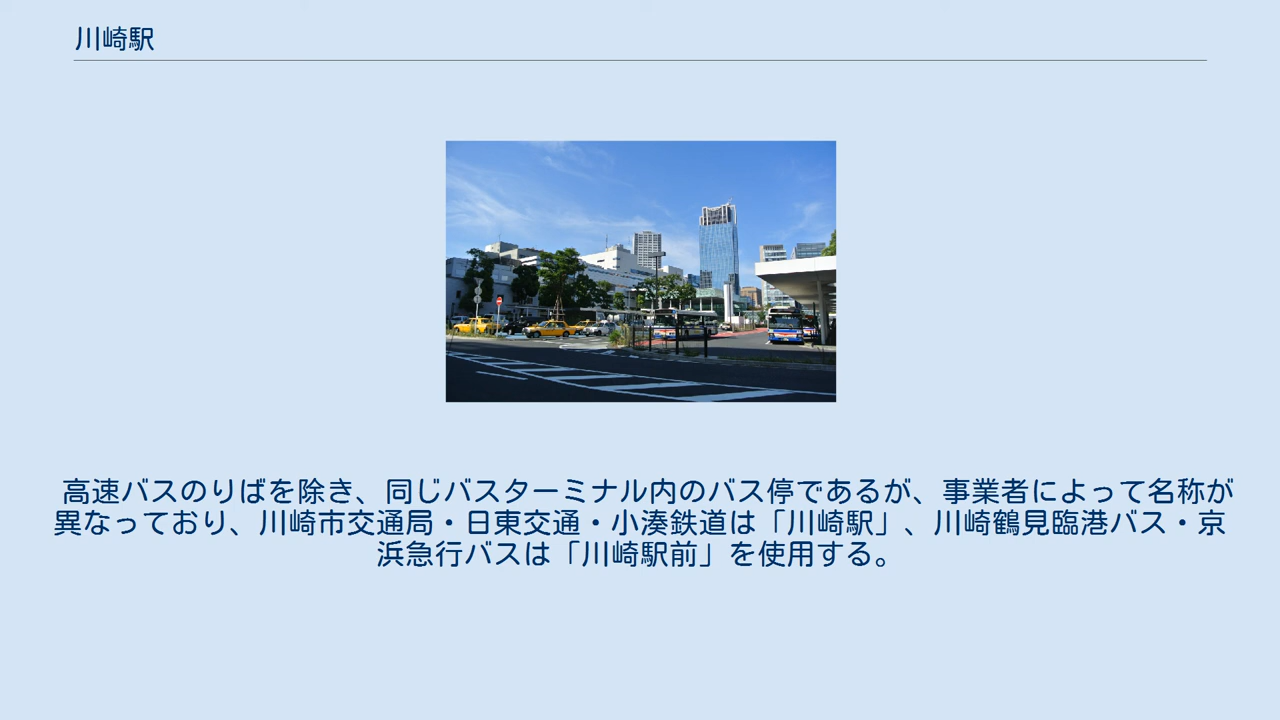 川崎駅
高速バスのりばを除き、同じバスターミナル内のバス停であるが、事業者によって名称が
異なっており、川崎市交通局・日東交通・小湊鉄道は「川崎駅」、川崎鶴見臨港バス・京
浜急行バスは「川崎駅前」を使用する。